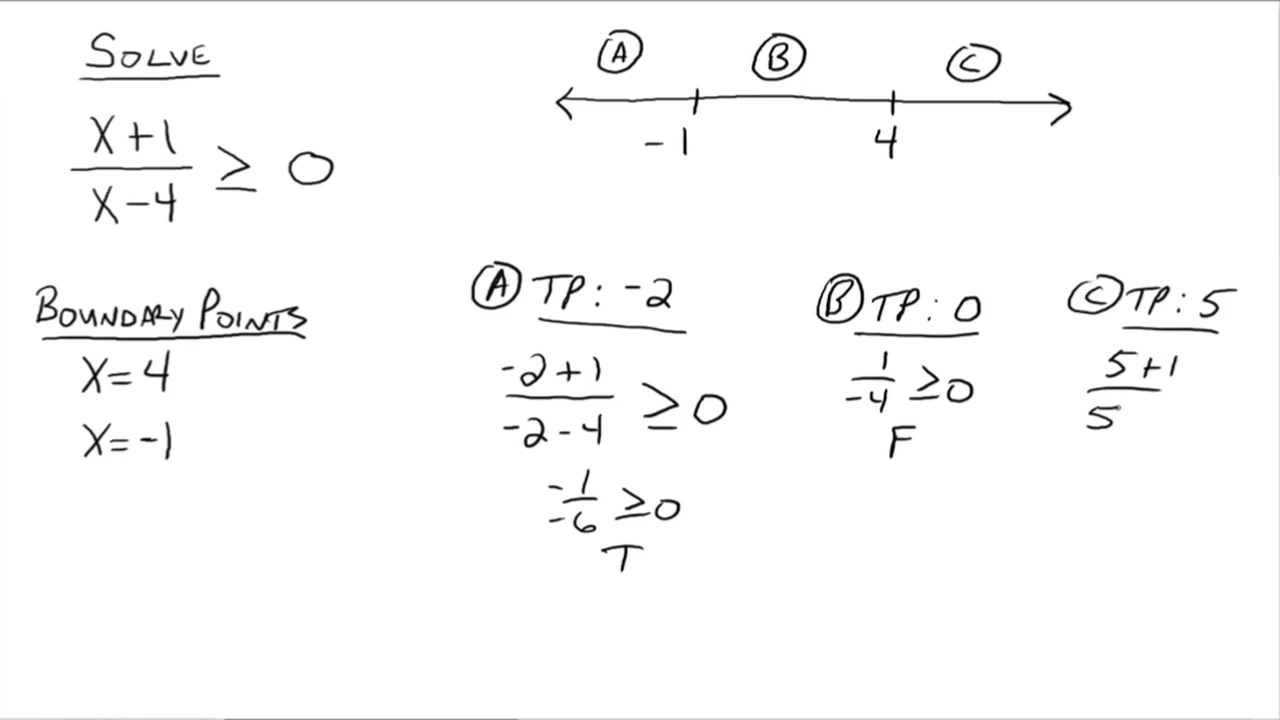 SOLVE
X+1
X-4
≥ 0
A B C
-1 4
BOUNDARY POINTS
X=4
X=-1
A TP: -2
-2+1
-2-4
≥0
-1
-6
≥0
T
B TP: 0
1
-4
≥0
F
C TP: 5
5+1
5